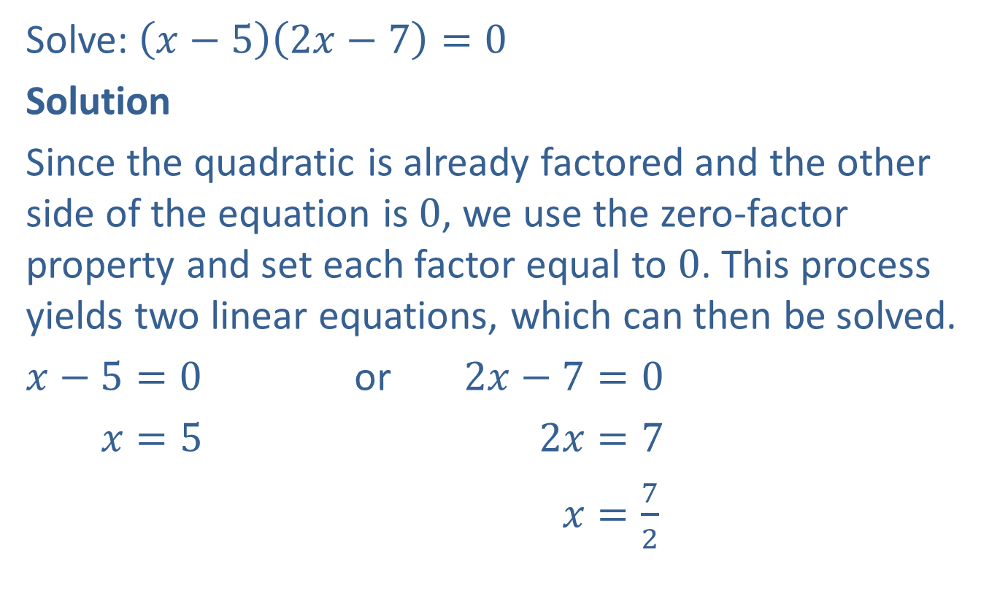 Solve: (x − 5)(2x − 7) = 0
Solution
Since the quadratic is already factored and the other
side of the equation is 0, we use the zero-factor
property and set each factor equal to 0. This process
yields two linear equations, which can then be solved.
x − 5 = 0 or 2x − 7 = 0
x = 5 2x = 7
x = 7/2